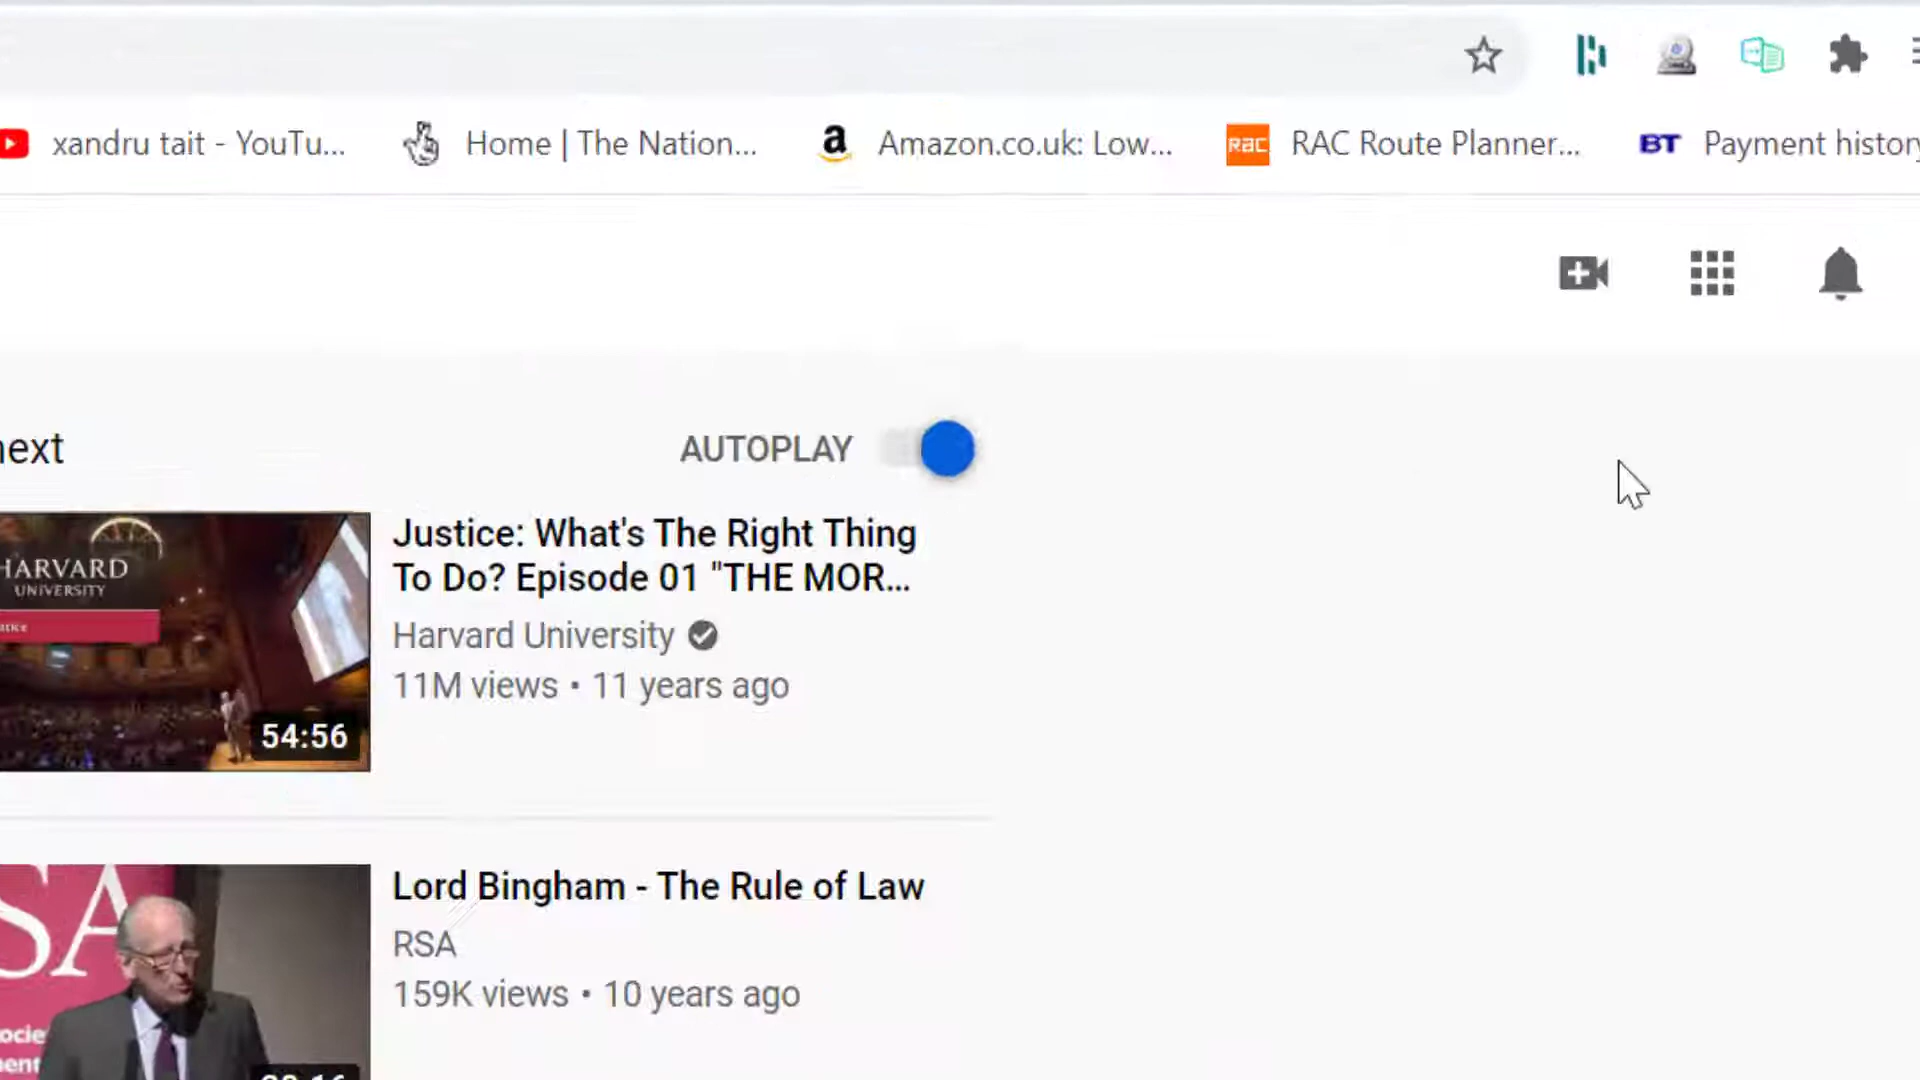 xandru tait - YouTu...
Home | The Nation...
a
Amazon.co.uk: Low...
RAC
RAC Route Planner...
BT
Payment history
next
AUTOPLAY
HARVARD
UNIVERSITY
54:56
Justice: What's The Right Thing
To Do? Episode 01 "THE MOR...
Harvard University
11M views • 11 years ago
SA
Lord Bingham - The Rule of Law
RSA
159K views • 10 years ago